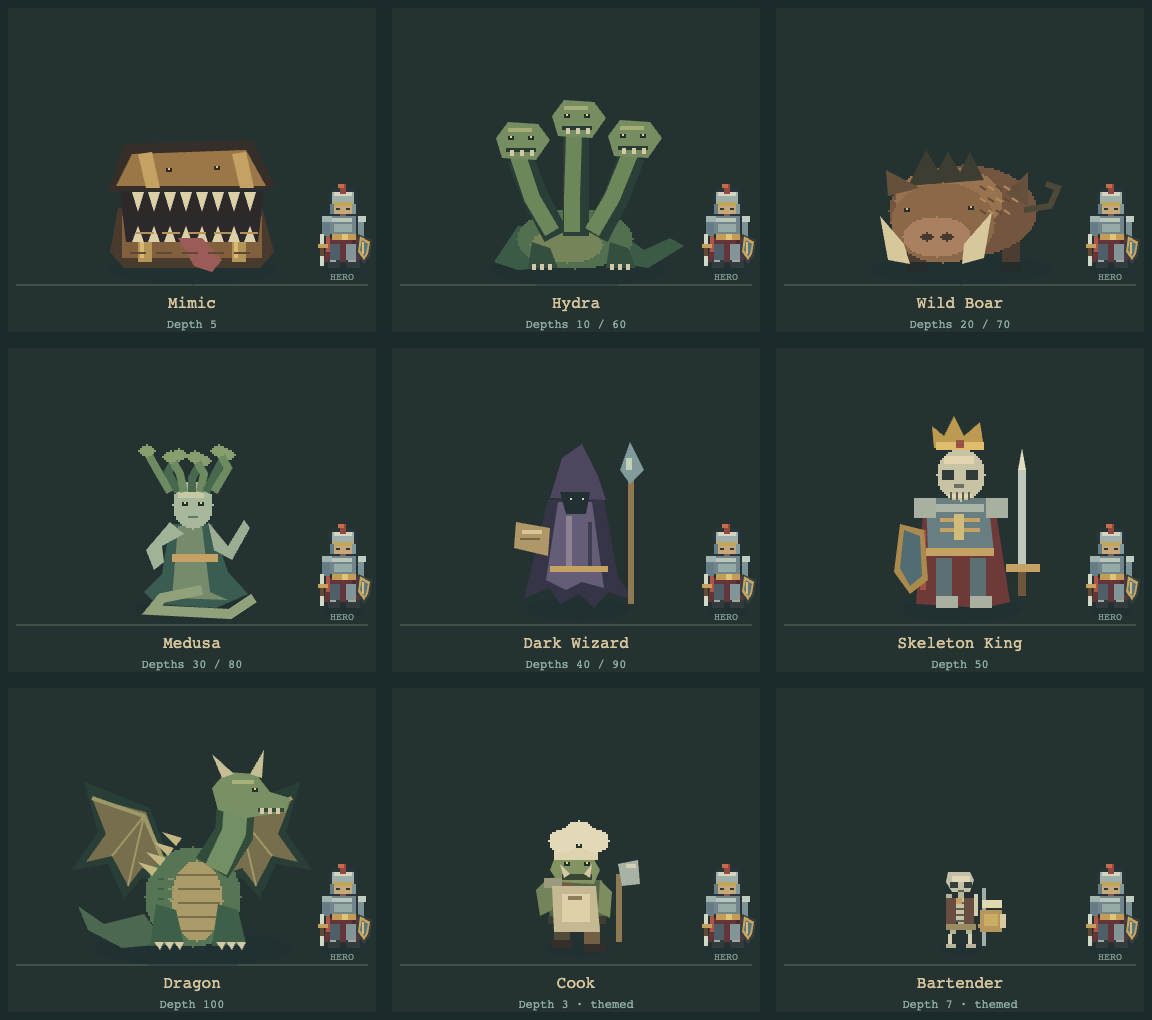 HERO
Mimic
Depth 5
HERO
Hydra
Depths 10 / 60
HERO
Wild Boar
Depths 20 / 70
HERO
Medusa
Depths 30 / 80
HERO
Dark Wizard
Depths 40 / 90
HERO
Skeleton King
Depth 50
HERO
Dragon
Depth 100
HERO
Cook
Depth 3 · themed
HERO
Bartender
Depth 7 · themed